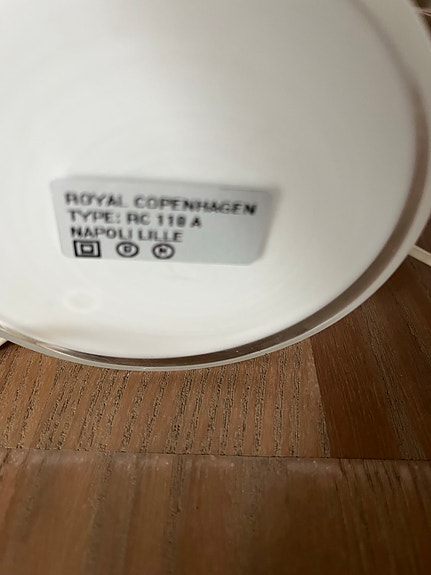 ROYAL COPENHAGEN
TYPE: RC 118 A
NAPOLI LILLE